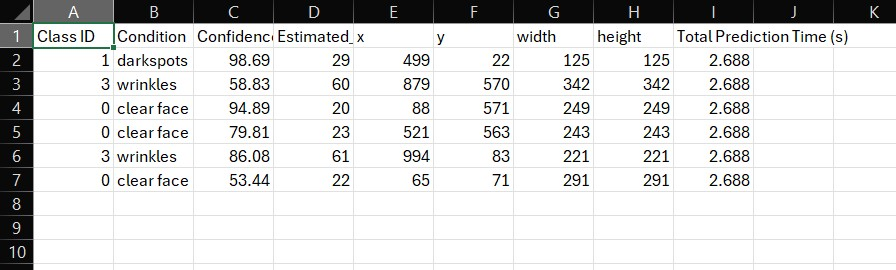 A B C D E F G H I J K
1 Class ID Condition Confidenc Estimated_ x y width height Total Prediction Time (s)
2 1 darkspots 98.69 29 499 22 125 125 2.688
3 3 wrinkles 58.83 60 879 570 342 342 2.688
4 0 clear face 94.89 20 88 571 249 249 2.688
5 0 clear face 79.81 23 521 563 243 243 2.688
6 3 wrinkles 86.08 61 994 83 221 221 2.688
7 0 clear face 53.44 22 65 71 291 291 2.688
8
9
10